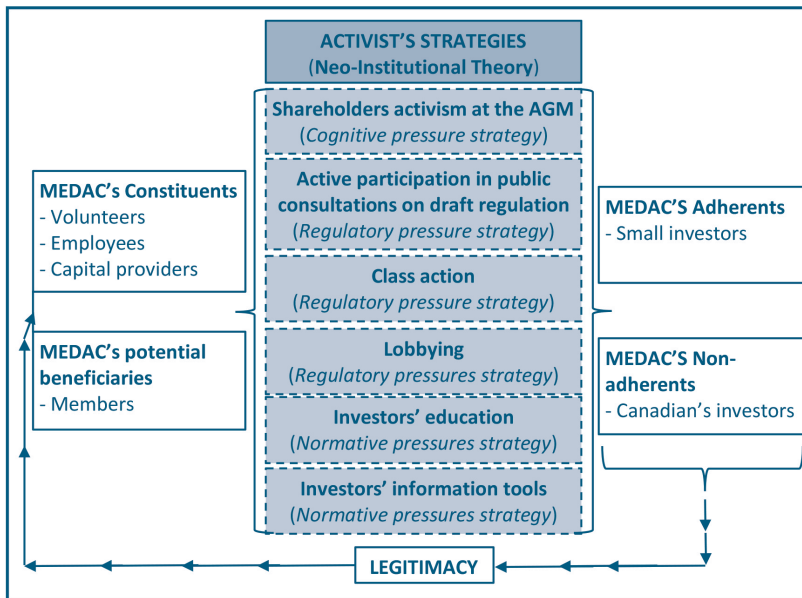 ACTIVIST'S STRATEGIES
(Neo-Institutional Theory)
Shareholders activism at the AGM
(Cognitive pressure strategy)
Active participation in public
consultations on draft regulation
(Regulatory pressure strategy)
Class action
(Regulatory pressure strategy)
Lobbying
(Regulatory pressures strategy)
Investors' education
(Normative pressures strategy)
Investors' information tools
(Normative pressures strategy)
MEDAC's Constituents
- Volunteers
- Employees
- Capital providers
MEDAC's potential
beneficiaries
- Members
MEDAC'S Adherents
- Small investors
MEDAC'S Non-
adherents
- Canadian's investors
LEGITIMACY